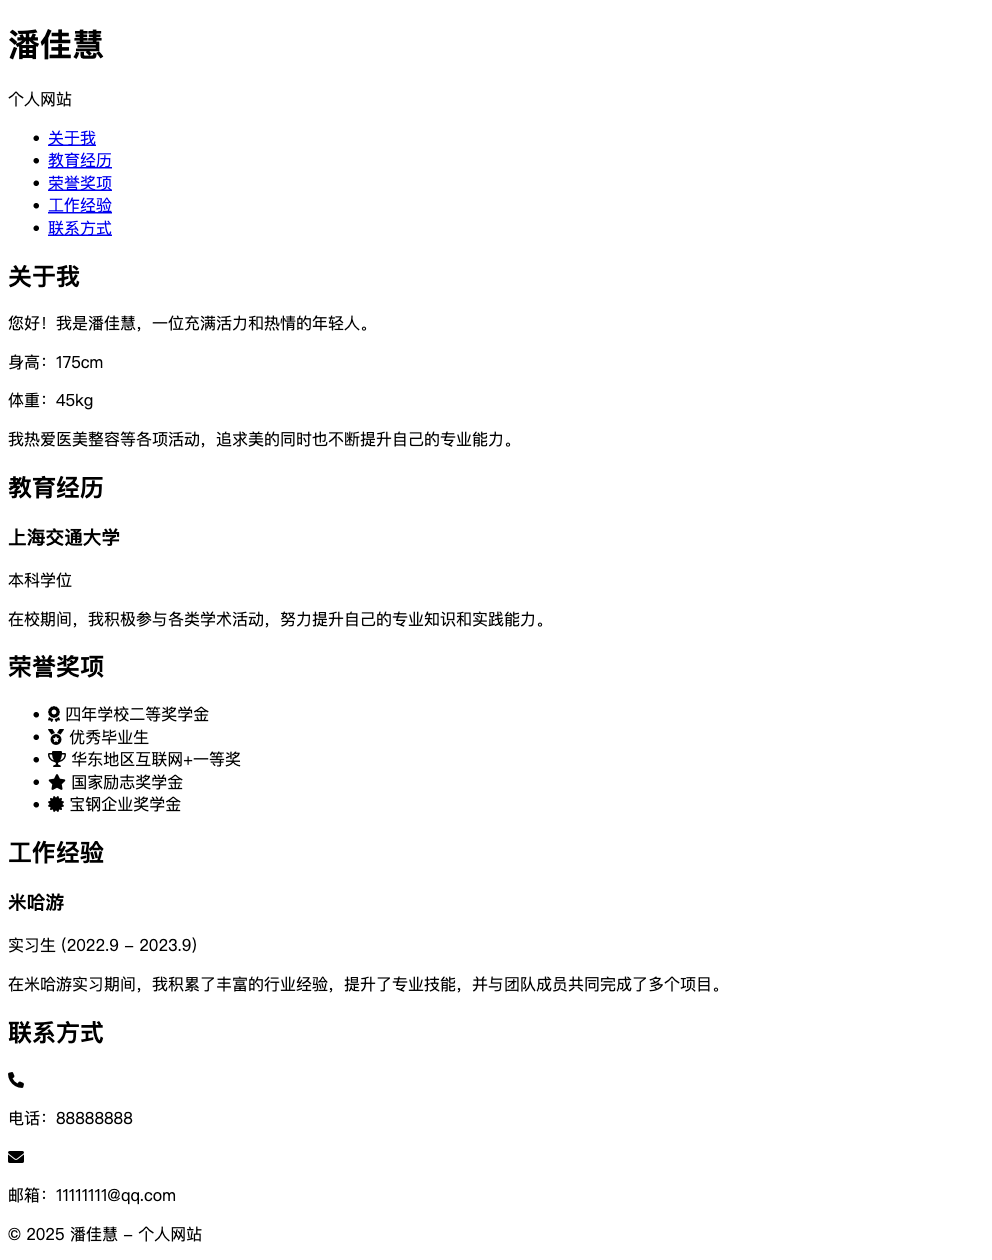 潘佳慧
个人网站
关于我
教育经历
荣誉奖项
工作经验
联系方式
关于我
您好！我是潘佳慧，一位充满活力和热情的年轻人。
身高：175cm
体重：45kg
我热爱医美整容等各项活动，追求美的同时也不断提升自己的专业能力。
教育经历
上海交通大学
本科学位
在校期间，我积极参与各类学术活动，努力提升自己的专业知识和实践能力。
荣誉奖项
四年学校二等奖学金
优秀毕业生
华东地区互联网+一等奖
国家励志奖学金
宝钢企业奖学金
工作经验
米哈游
实习生 (2022.9 - 2023.9)
在米哈游实习期间，我积累了丰富的行业经验，提升了专业技能，并与团队成员共同完成了多个项目。
联系方式
电话：88888888
邮箱：11111111@qq.com
© 2025 潘佳慧 - 个人网站